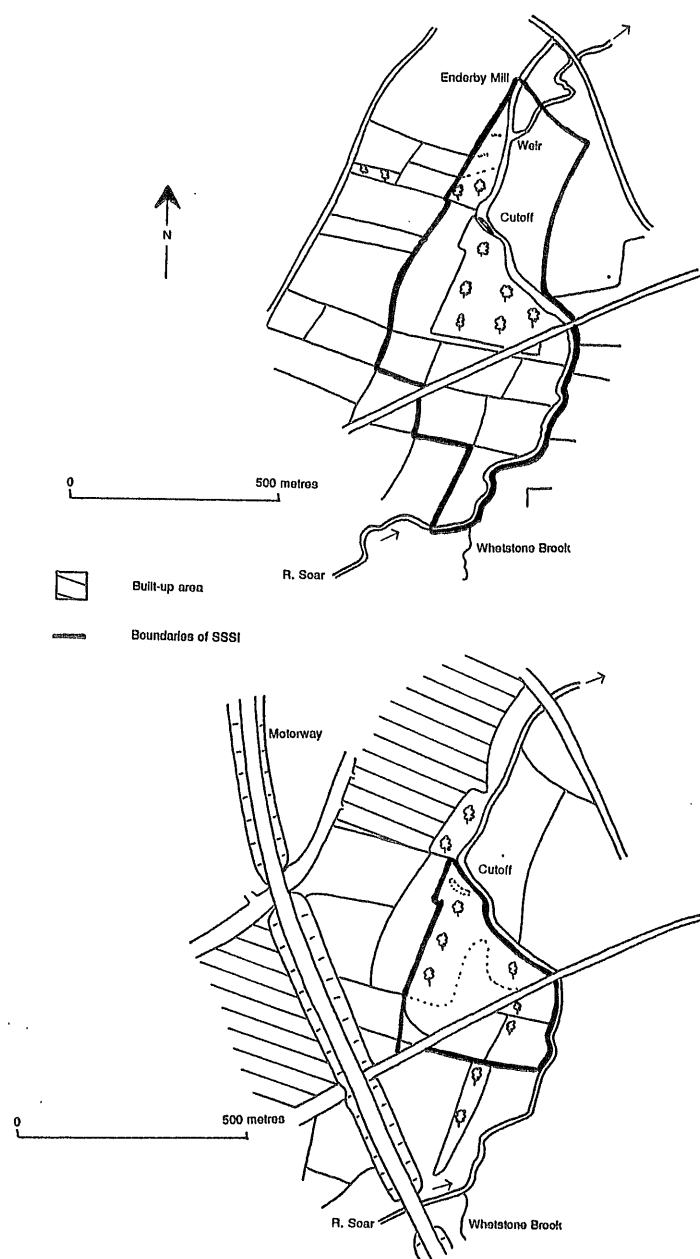 Enderby Mill
Weir
N
Cutoff
0
500 metres
Whetstone Brook
R. Soar
Built-up area
Boundaries of SSSI
Motorway
Cutoff
0
500 metres
R. Soar
Whetstone Brook